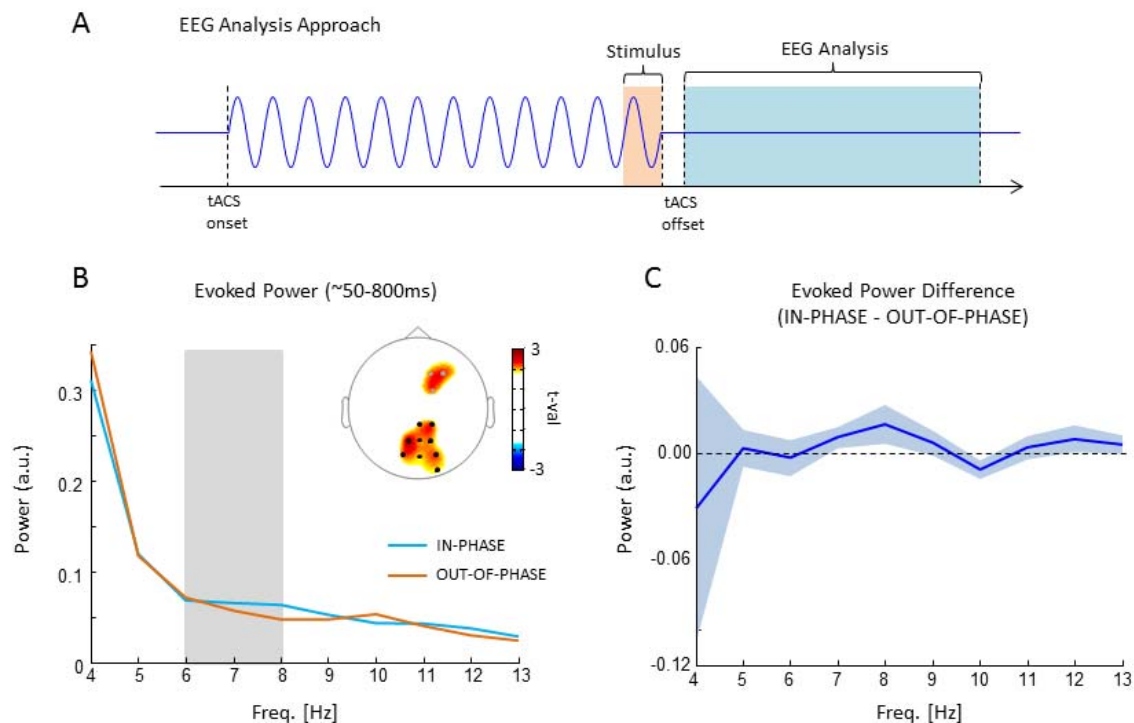 A
EEG Analysis Approach
Stimulus
EEG Analysis
tACS
onset
tACS
offset
B
Evoked Power (~50-800ms)
3
-3
t-val
0.3
0.2
0.1
0
Power (a.u.)
IN-PHASE
OUT-OF-PHASE
4 5 6 7 8 9 10 11 12 13
Freq. [Hz]
C
Evoked Power Difference
(IN-PHASE - OUT-OF-PHASE)
0.06
0.00
-0.06
-0.12
Power (a.u.)
4 5 6 7 8 9 10 11 12 13
Freq. [Hz]